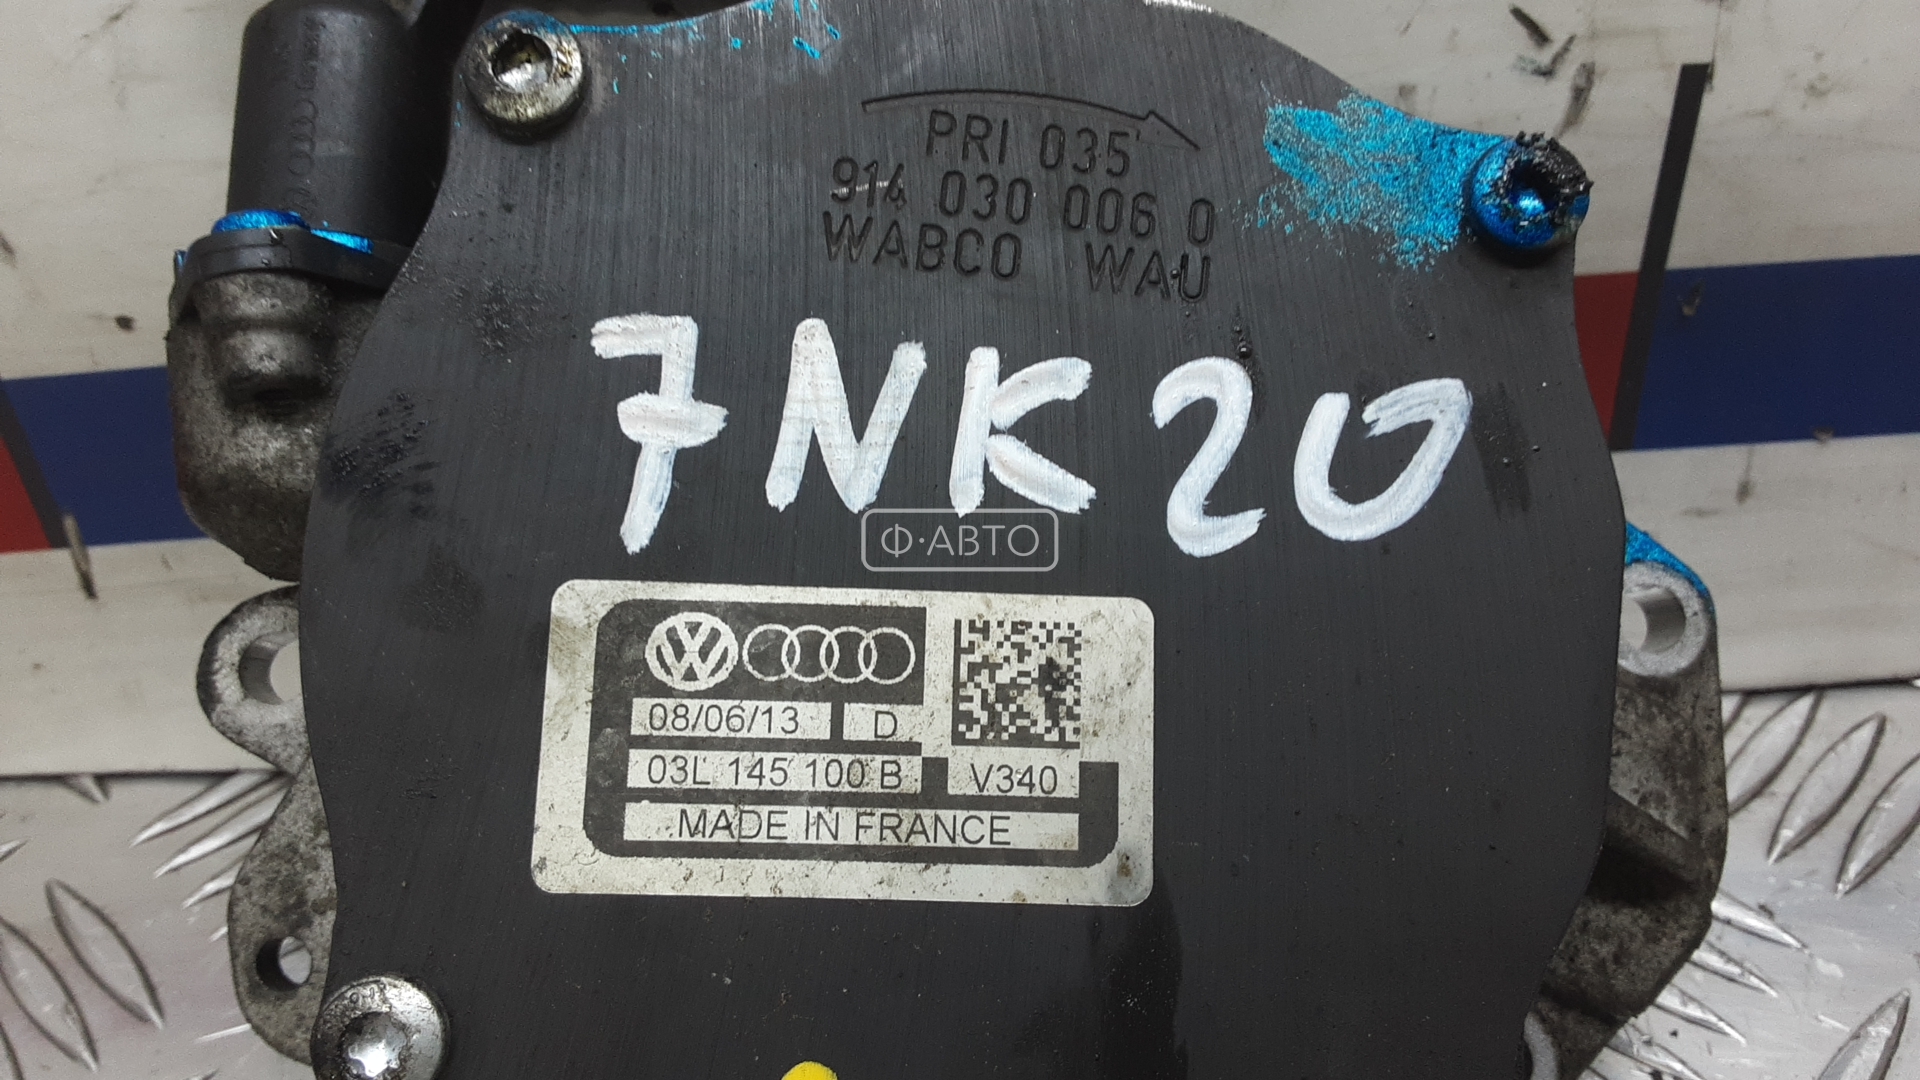 PRI 035
914 030 006 0
WABCO WAU
7NK20
Ф·АВТО
08/06/13 D
03L 145 100 B V340
MADE IN FRANCE